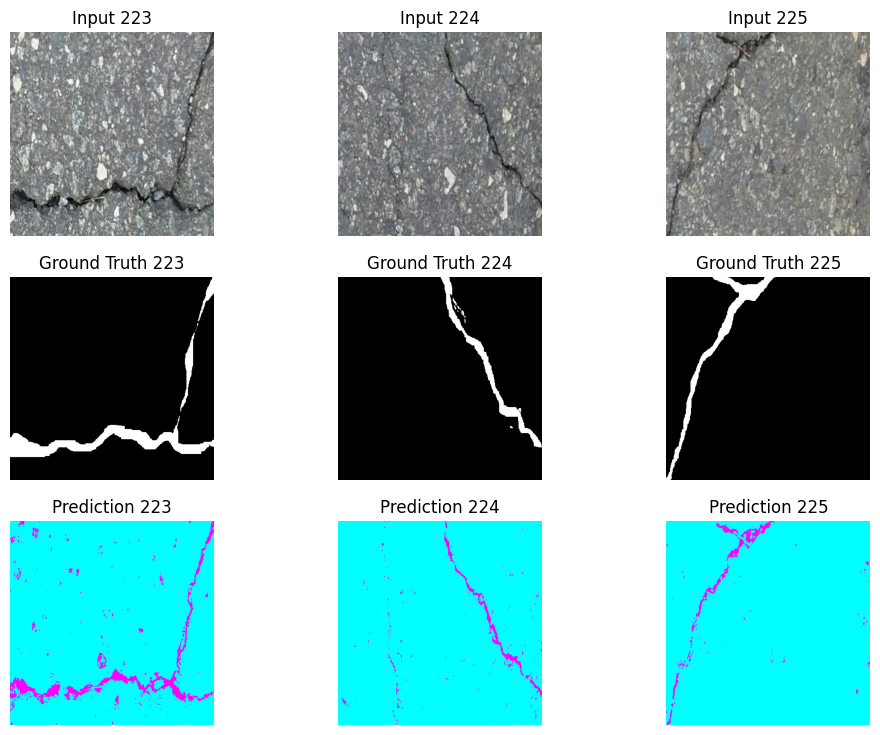 Input 223
Input 224
Input 225
Ground Truth 223
Ground Truth 224
Ground Truth 225
Prediction 223
Prediction 224
Prediction 225